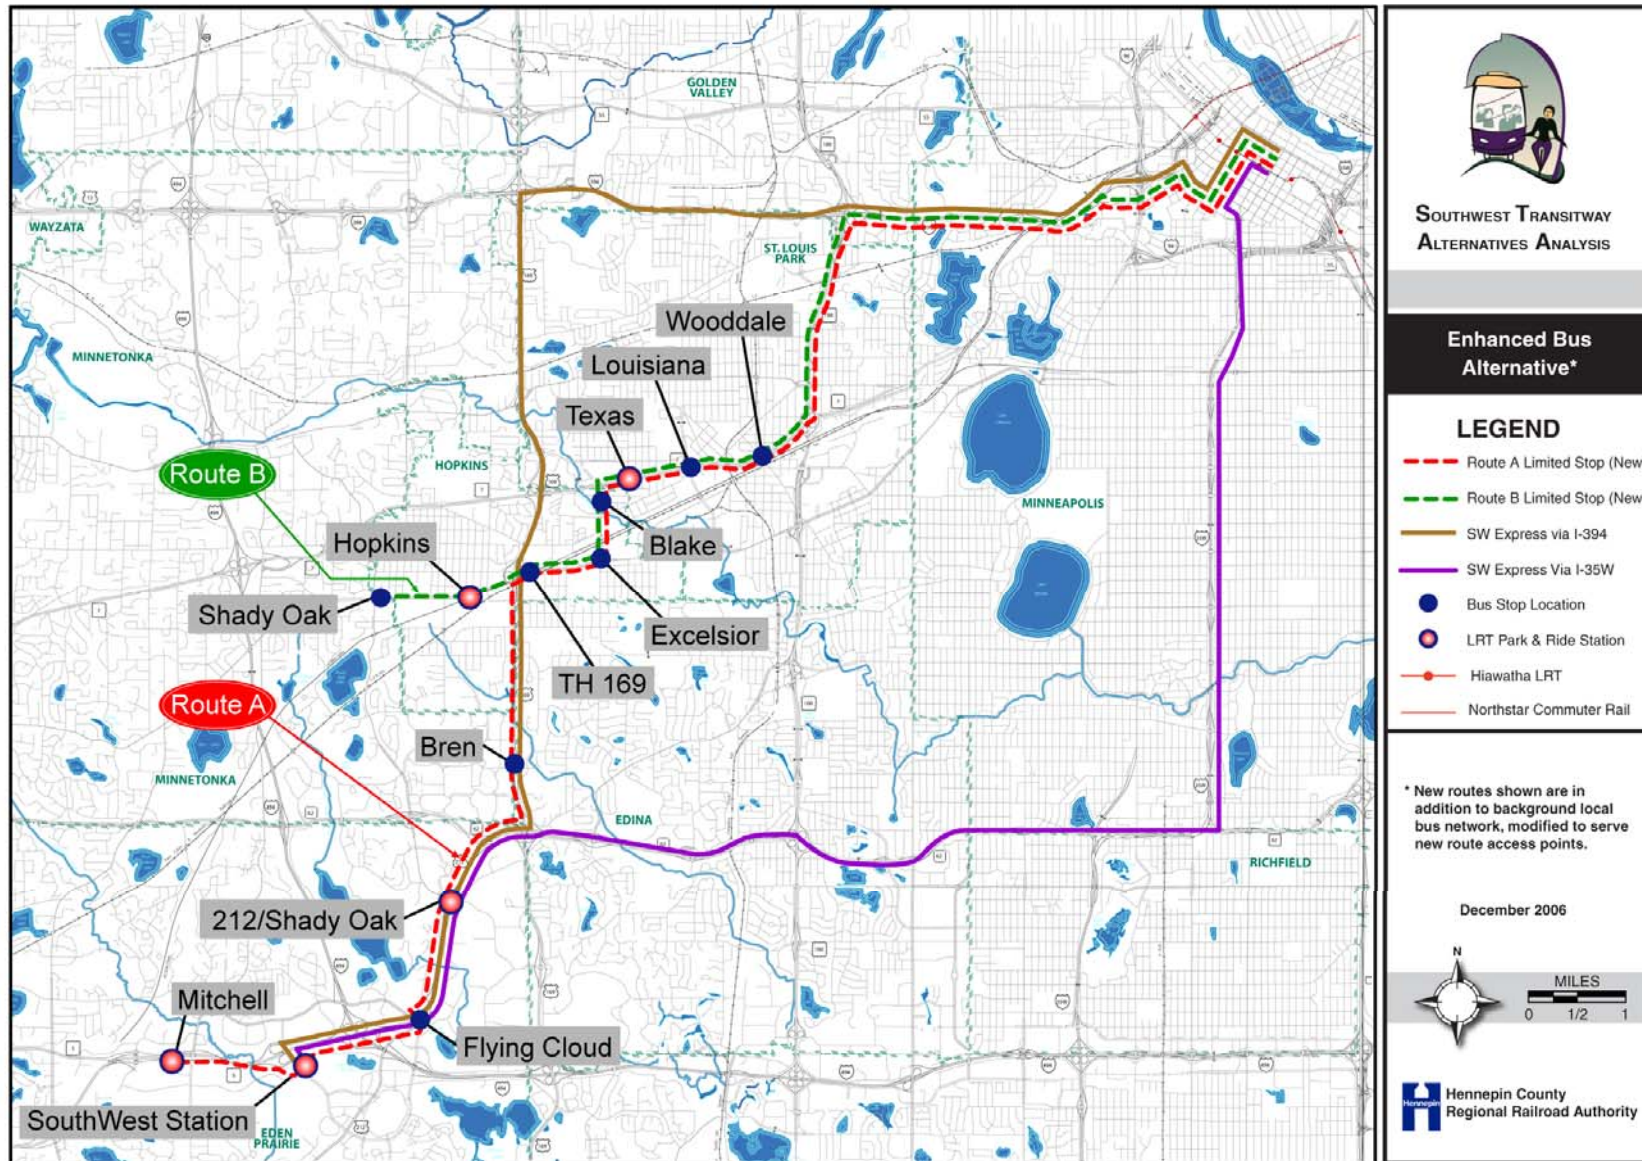 GOLDEN
VALLEY
WAYZATA
ST. LOUIS
PARK
Wooddale
MINNETONKA
Louisiana
Texas
HOPKINS
Route B
MINNEAPOLIS
Hopkins
Blake
Shady Oak
Excelsior
TH 169
Route A
Bren
MINNETONKA
EDINA
RICHFIELD
212/Shady Oak
Mitchell
Flying Cloud
SouthWest Station
EDEN
PRAIRIE
SOUTHWEST TRANSITWAY
ALTERNATIVES ANALYSIS
Enhanced Bus
Alternative*
LEGEND
Route A Limited Stop (New
Route B Limited Stop (New
SW Express via I-394
SW Express Via I-35W
Bus Stop Location
LRT Park & Ride Station
Hiawatha LRT
Northstar Commuter Rail
* New routes shown are in
addition to background local
bus network, modified to serve
new route access points.
December 2006
N
MILES
0 1/2 1
Hennepin
Hennepin County
Regional Railroad Authority